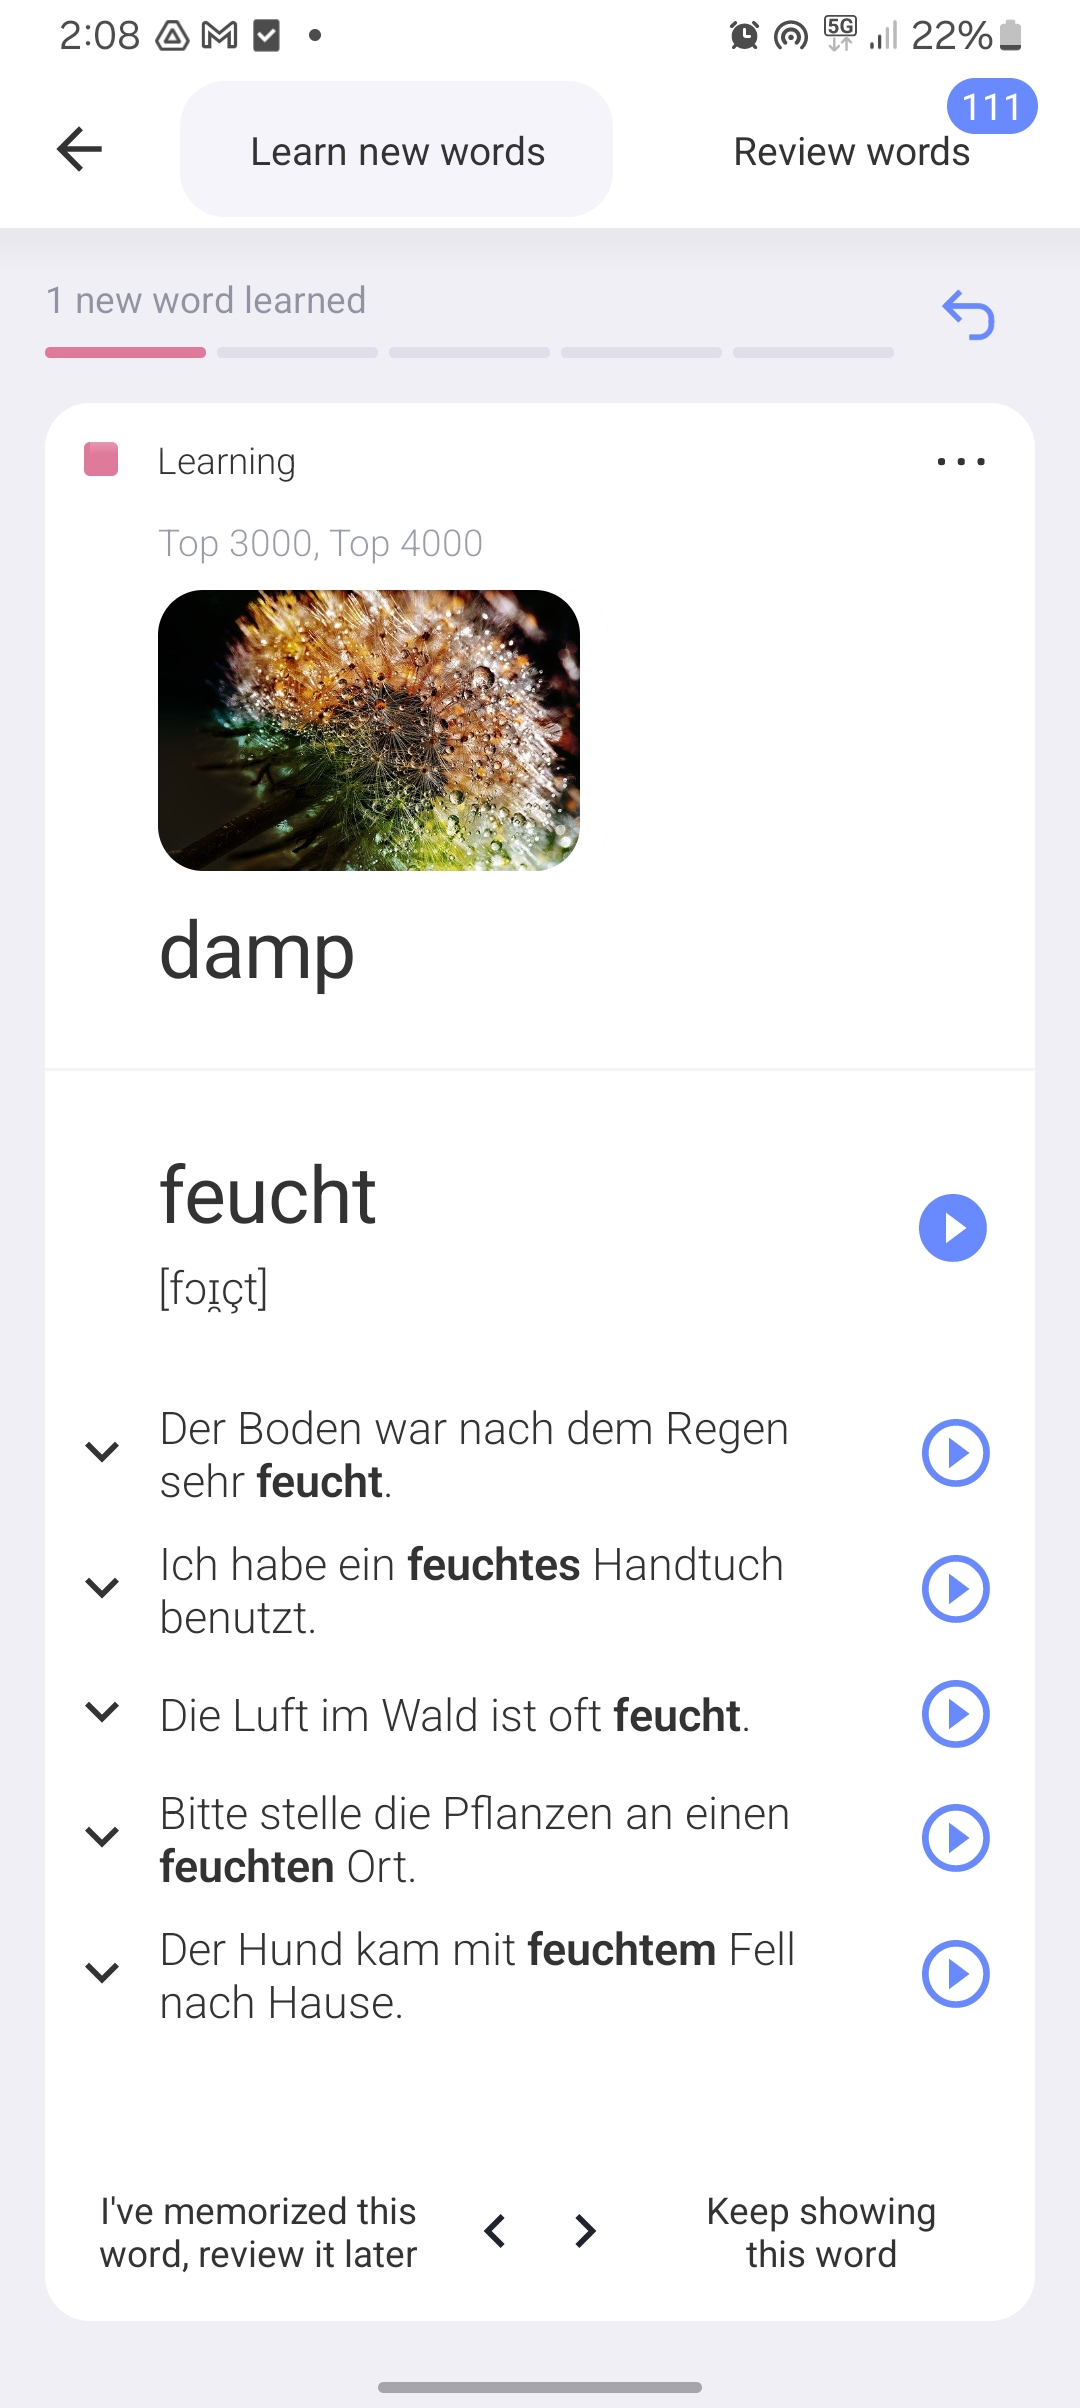 2:08
5G
22%
Learn new words
Review words
111
1 new word learned
Learning
Top 3000, Top 4000
damp
feucht
[fɔɪ̯çt]
Der Boden war nach dem Regen
sehr feucht.
Ich habe ein feuchtes Handtuch
benutzt.
Die Luft im Wald ist oft feucht.
Bitte stelle die Pflanzen an einen
feuchten Ort.
Der Hund kam mit feuchtem Fell
nach Hause.
I've memorized this
word, review it later
Keep showing
this word